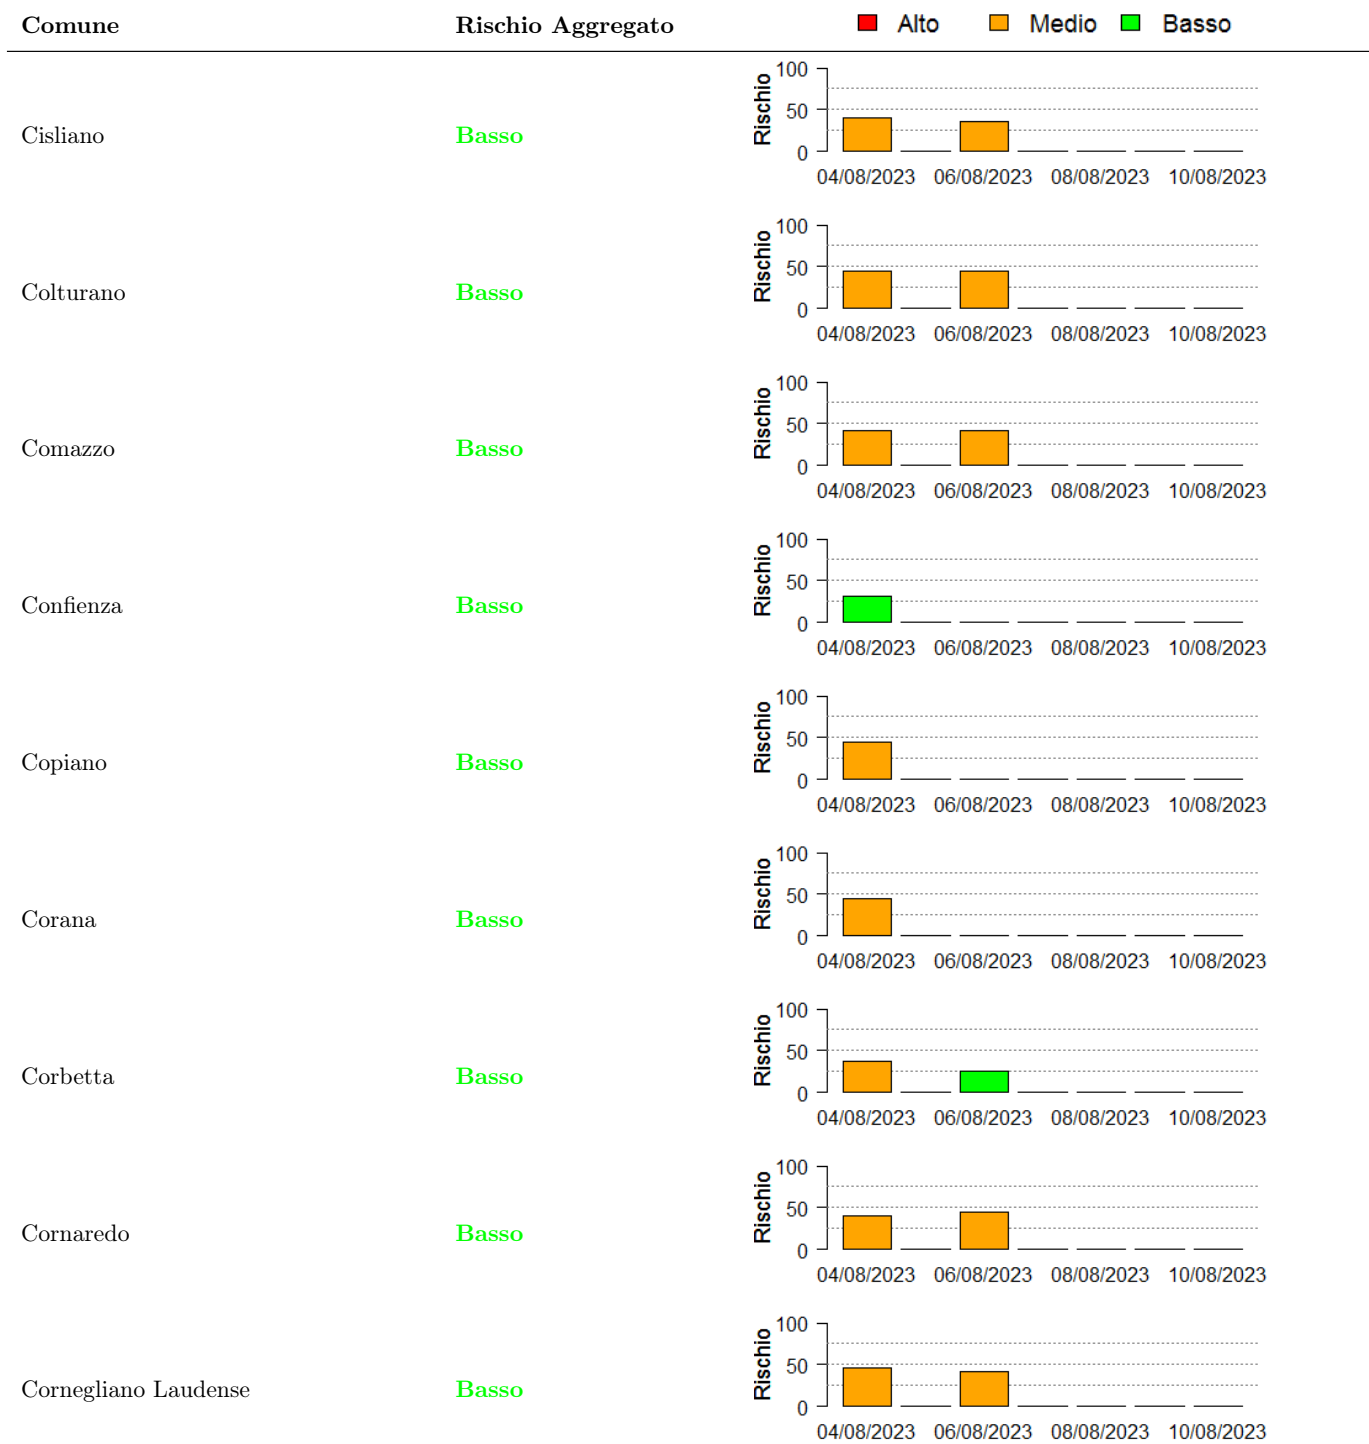 Comune Rischio Aggregato Alto Medio Basso
100
50
0
Rischio
Cisliano Basso
04/08/2023 06/08/2023 08/08/2023 10/08/2023
100
50
0
Rischio
Colturano Basso
04/08/2023 06/08/2023 08/08/2023 10/08/2023
100
50
0
Rischio
Comazzo Basso
04/08/2023 06/08/2023 08/08/2023 10/08/2023
100
50
0
Rischio
Confienza Basso
04/08/2023 06/08/2023 08/08/2023 10/08/2023
100
50
0
Rischio
Copiano Basso
04/08/2023 06/08/2023 08/08/2023 10/08/2023
100
50
0
Rischio
Corana Basso
04/08/2023 06/08/2023 08/08/2023 10/08/2023
100
50
0
Rischio
Corbetta Basso
04/08/2023 06/08/2023 08/08/2023 10/08/2023
100
50
0
Rischio
Cornaredo Basso
04/08/2023 06/08/2023 08/08/2023 10/08/2023
100
50
0
Rischio
Cornegliano Laudense Basso
04/08/2023 06/08/2023 08/08/2023 10/08/2023